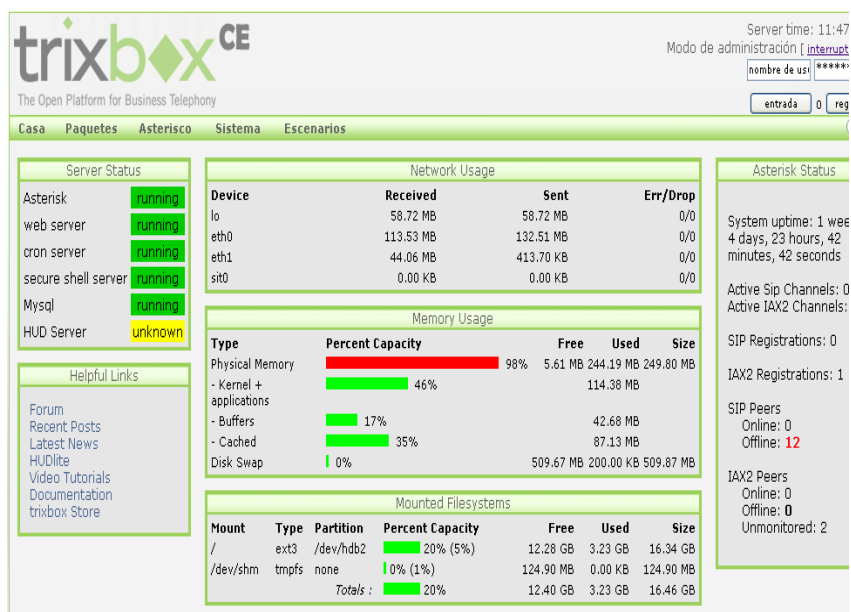 trixbox CE
The Open Platform for Business Telephony
Server time: 11:47
Modo de administración [ interrupt
nombre de usu ******
entrada 0 reg
Casa Paquetes Asterisco Sistema Escenarios
Server Status
Asterisk running
web server running
cron server running
secure shell server running
Mysql running
HUD Server unknown
Helpful Links
Forum
Recent Posts
Latest News
HUDlite
Video Tutorials
Documentation
trixbox Store
Network Usage
Device Received Sent Err/Drop
lo 58.72 MB 58.72 MB 0/0
eth0 113.53 MB 132.51 MB 0/0
eth1 44.06 MB 413.70 KB 0/0
sit0 0.00 KB 0.00 KB 0/0
Memory Usage
Type Percent Capacity Free Used Size
Physical Memory 98% 5.61 MB 244.19 MB 249.80 MB
- Kernel + 46% 114.38 MB
applications
- Buffers 17% 42.68 MB
- Cached 35% 87.13 MB
Disk Swap 0% 509.67 MB 200.00 KB 509.87 MB
Mounted Filesystems
Mount Type Partition Percent Capacity Free Used Size
/ ext3 /dev/hdb2 20% (5%) 12.28 GB 3.23 GB 16.34 GB
/dev/shm tmpfs none 0% (1%) 124.90 MB 0.00 KB 124.90 MB
Totals : 20% 12.40 GB 3.23 GB 16.46 GB
Asterisk Status
System uptime: 1 wee
4 days, 23 hours, 42
minutes, 42 seconds
Active Sip Channels: 0
Active IAX2 Channels:
SIP Registrations: 0
IAX2 Registrations: 1
SIP Peers
Online: 0
Offline: 12
IAX2 Peers
Online: 0
Offline: 0
Unmonitored: 2